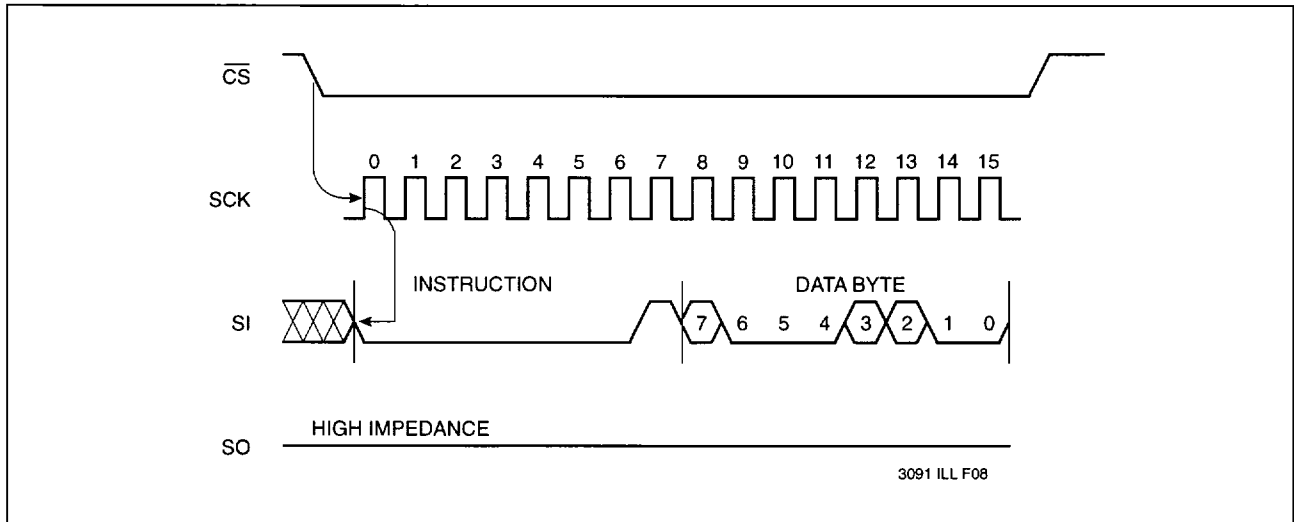 CS
0 1 2 3 4 5 6 7 8 9 10 11 12 13 14 15
SCK
INSTRUCTION DATA BYTE
SI 7 6 5 4 3 2 1 0
HIGH IMPEDANCE
SO
3091 ILL F08